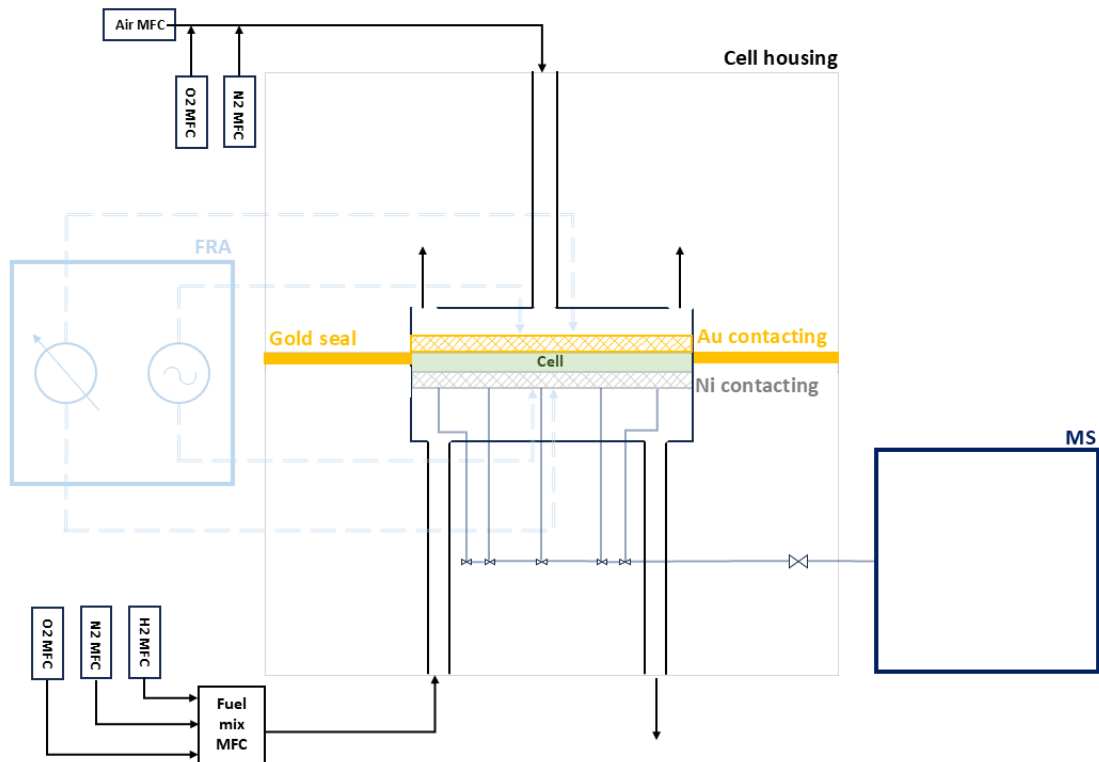 Air MFC
O2 MFC
N2 MFC
Cell housing
FRA
Gold seal
Au contacting
Cell
Ni contacting
MS
O2 MFC
N2 MFC
H2 MFC
Fuel
mix
MFC